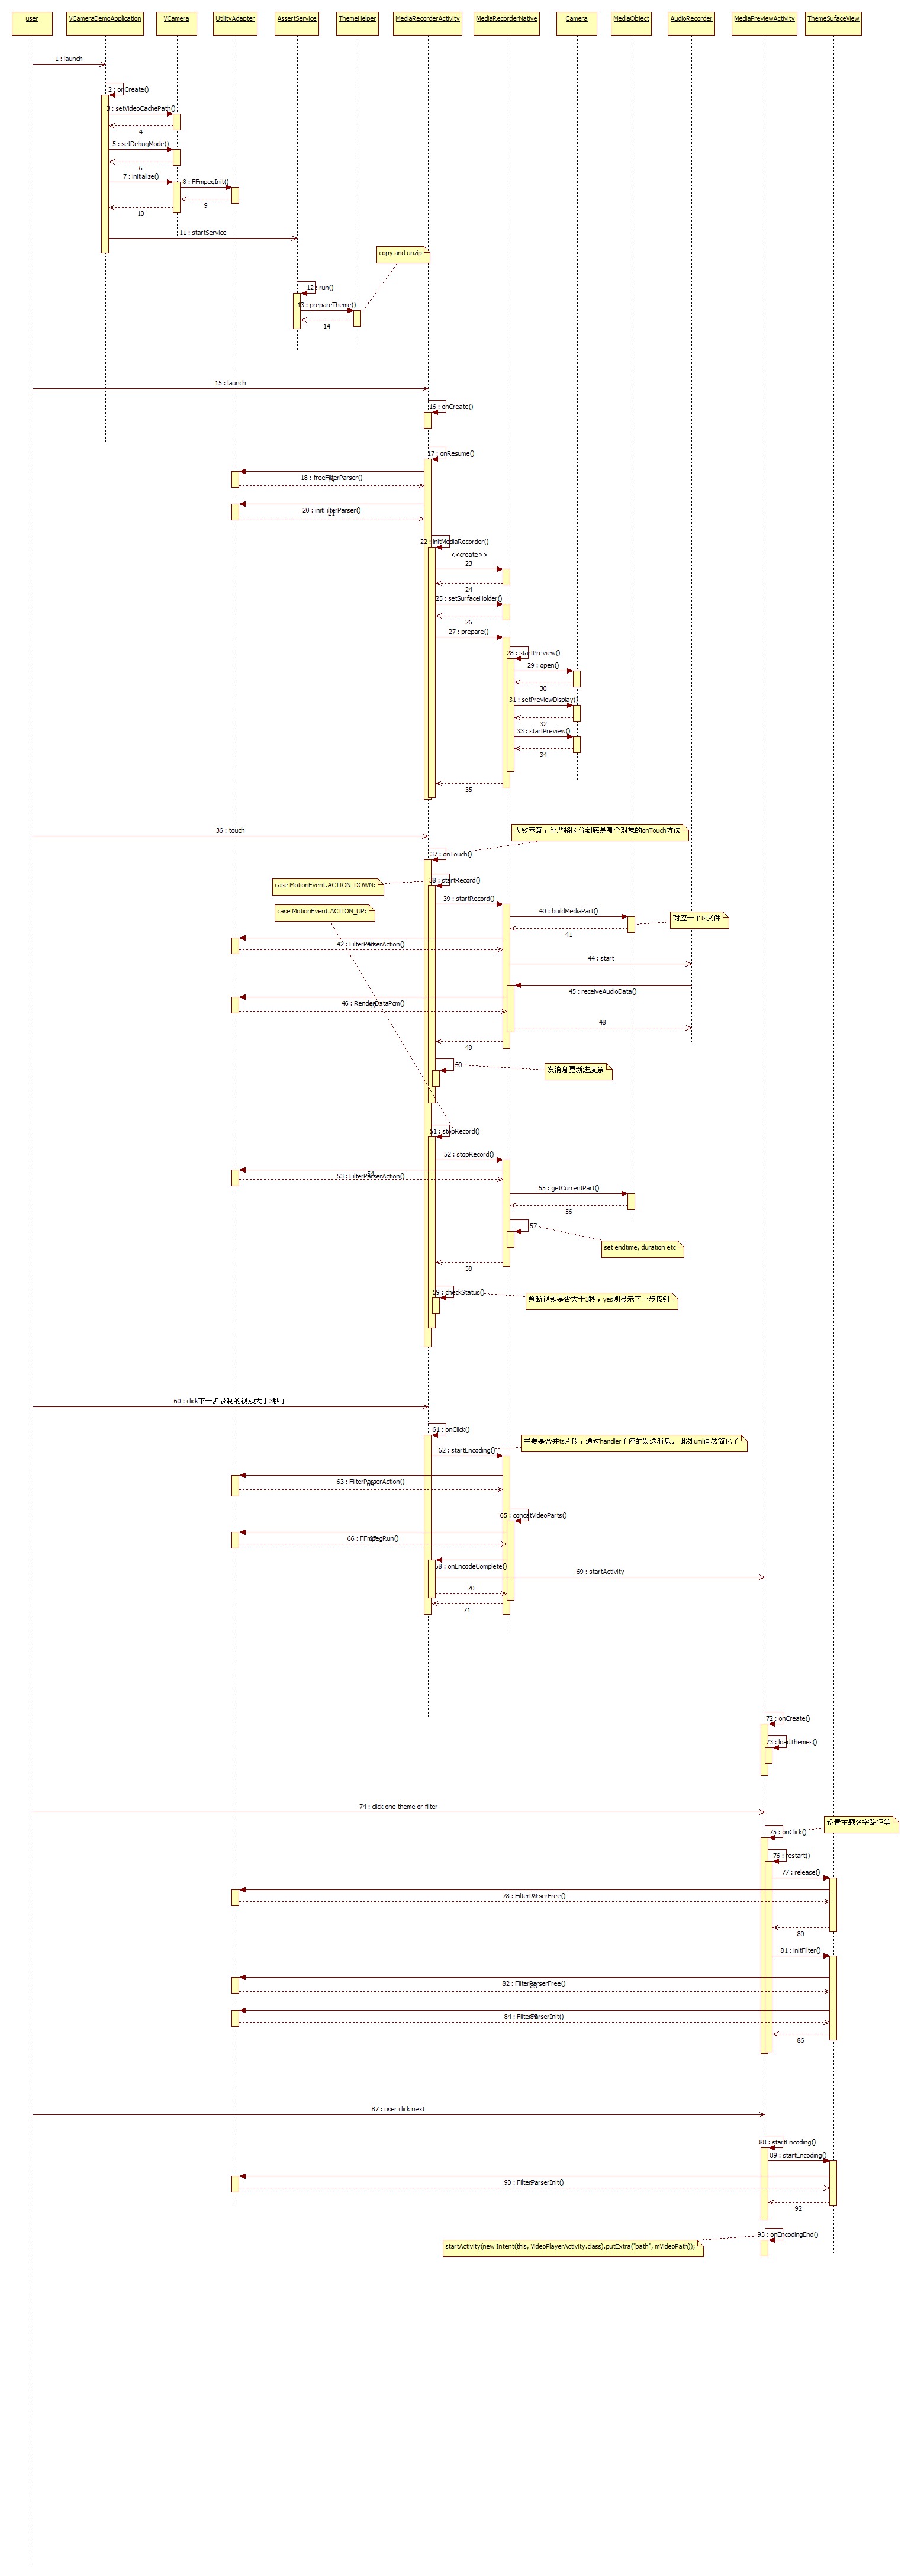 user
VCameraDemoApplication
VCamera
UtilityAdapter
AssertService
ThemeHelper
MediaRecorderActivity
MediaRecorderNative
Camera
MediaObject
AudioRecorder
MediaPreviewActivity
ThemeSufaceView
1 : launch
2 : onCreate()
3 : setVideoCachePath()
4
5 : setDebugMode()
6
7 : initialize()
8 : FFmpegInit()
9
10
11 : startService
copy and unzip
12 : run()
13 : prepareTheme()
14
15 : launch
16 : onCreate()
17 : onResume()
18 : freeFilterParser()
19
20 : initFilterParser()
21
22 : initMediaRecorder()
<<create>>
23
24
25 : setSurfaceHolder()
26
27 : prepare()
28 : startPreview()
29 : open()
30
31 : setPreviewDisplay()
32
33 : startPreview()
34
35
36 : touch
大致示意，没严格区分到底是哪个对象的onTouch方法
37 : onTouch()
38 : startRecord()
case MotionEvent.ACTION_DOWN:
39 : startRecord()
case MotionEvent.ACTION_UP:
40 : buildMediaPart()
对应一个ts文件
41
42 : FilterParserAction()
43
44 : start
45 : receiveAudioData()
46 : RenderDataPcm()
47
48
49
50
发消息更新进度条
51 : stopRecord()
52 : stopRecord()
53 : FilterParserAction()
54
55 : getCurrentPart()
56
57
set endtime, duration etc
58
59 : checkStatus()
判断视频是否大于3秒，yes则显示下一步按钮
60 : click下一步录制的视频大于3秒了
61 : onClick()
主要是合并ts片段，通过handler不停的发送消息。 此处uml画法简化了
62 : startEncoding()
63 : FilterParserAction()
64
65 : concatVideoParts()
66 : FFmpegRun()
67
68 : onEncodeComplete()
69 : startActivity
70
71
72 : onCreate()
73 : loadThemes()
74 : click one theme or filter
设置主题名字路径等
75 : onClick()
76 : restart()
77 : release()
78 : FilterParserFree()
79
80
81 : initFilter()
82 : FilterParserFree()
83
84 : FilterParserInit()
85
86
87 : user click next
88 : startEncoding()
89 : startEncoding()
90 : FilterParserInit()
91
92
93 : onEncodingEnd()
startActivity(new Intent(this, VideoPlayerActivity.class).putExtra("path", mVideoPath));